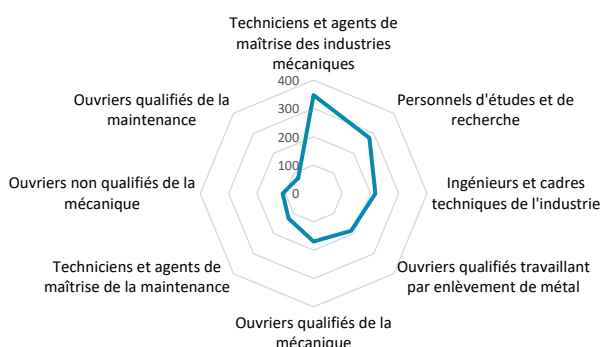 Techniciens et agents de
maîtrise des industries
mécaniques
400
300
200
100
0
Personnels d'études et de
recherche
Ingénieurs et cadres
techniques de l'industrie
Ouvriers qualifiés travaillant
par enlèvement de métal
Ouvriers qualifiés de la
mécanique
Techniciens et agents de
maîtrise de la maintenance
Ouvriers non qualifiés de la
mécanique
Ouvriers qualifiés de la
maintenance